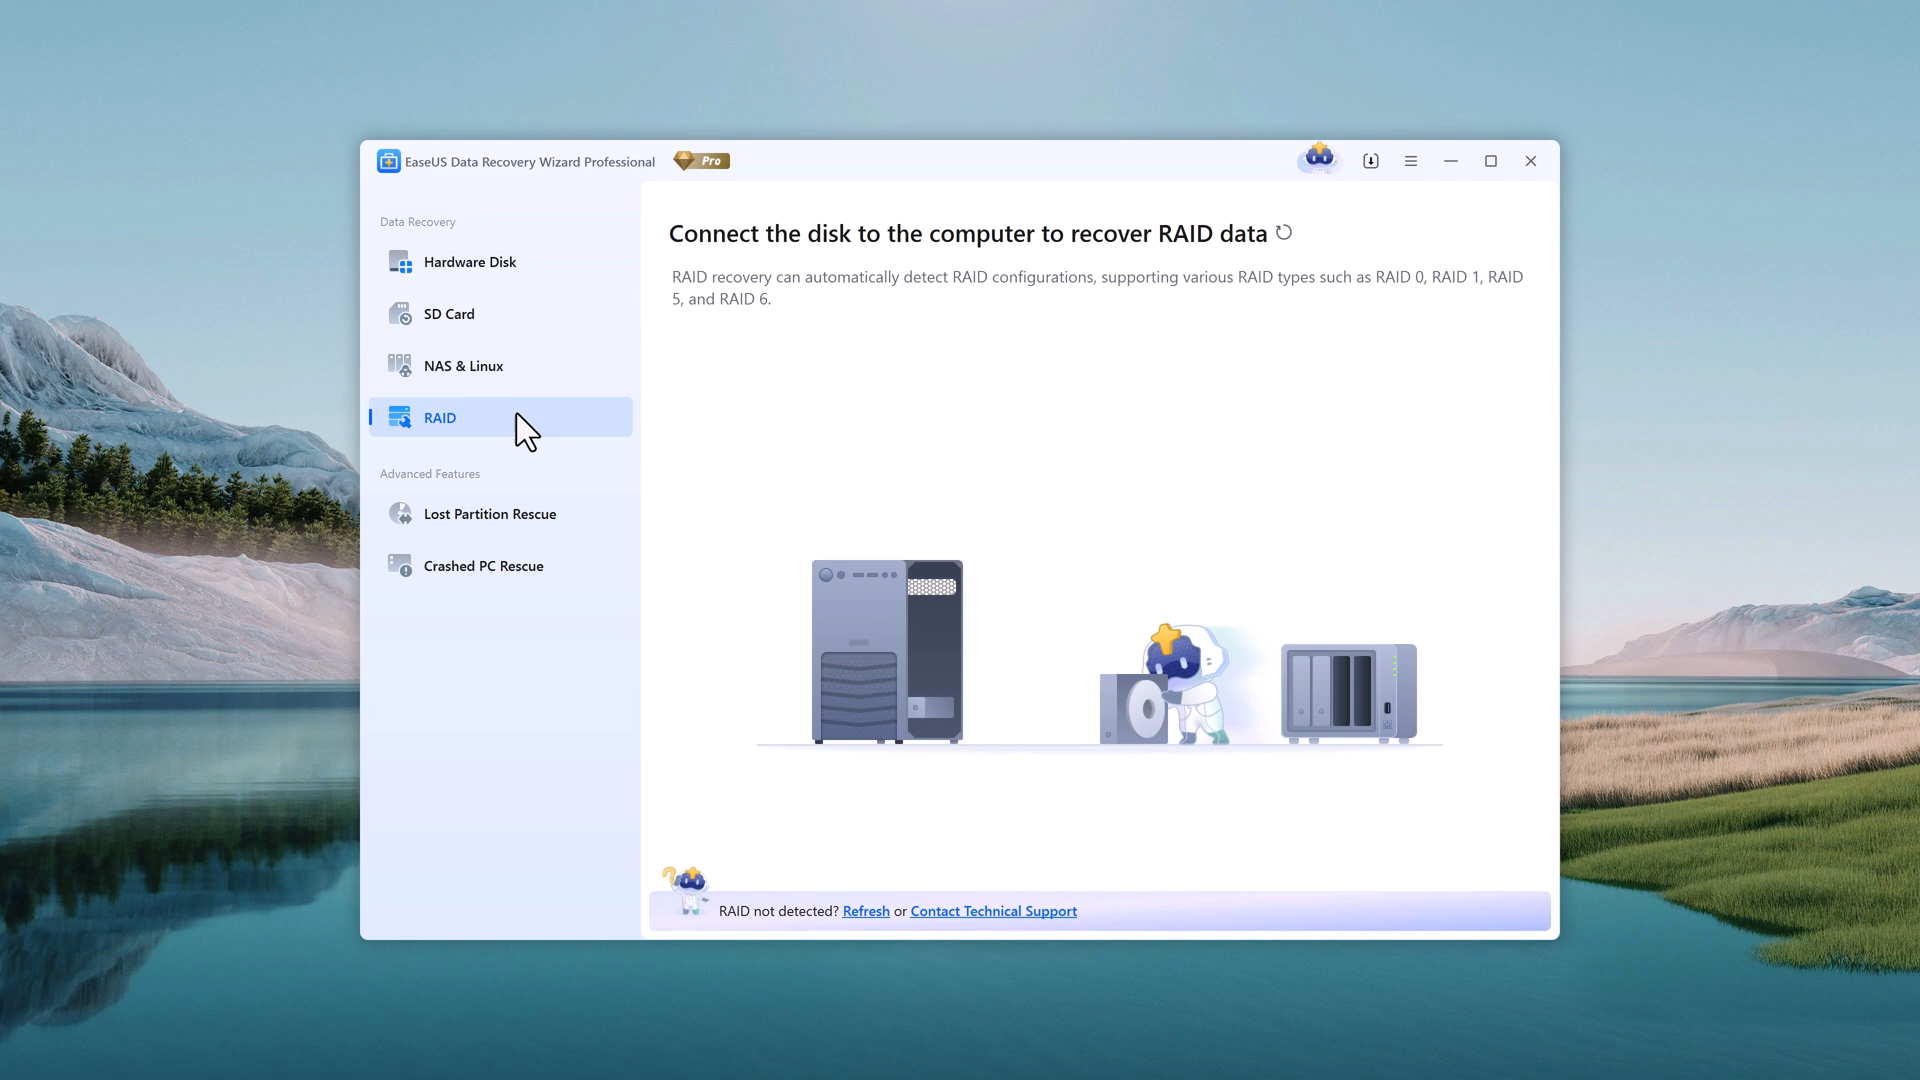 EaseUS Data Recovery Wizard Professional
Pro
Data Recovery
Hardware Disk
SD Card
NAS & Linux
RAID
Advanced Features
Lost Partition Rescue
Crashed PC Rescue
Connect the disk to the computer to recover RAID data
RAID recovery can automatically detect RAID configurations, supporting various RAID types such as RAID 0, RAID 1, RAID
5, and RAID 6.
RAID not detected? Refresh or Contact Technical Support